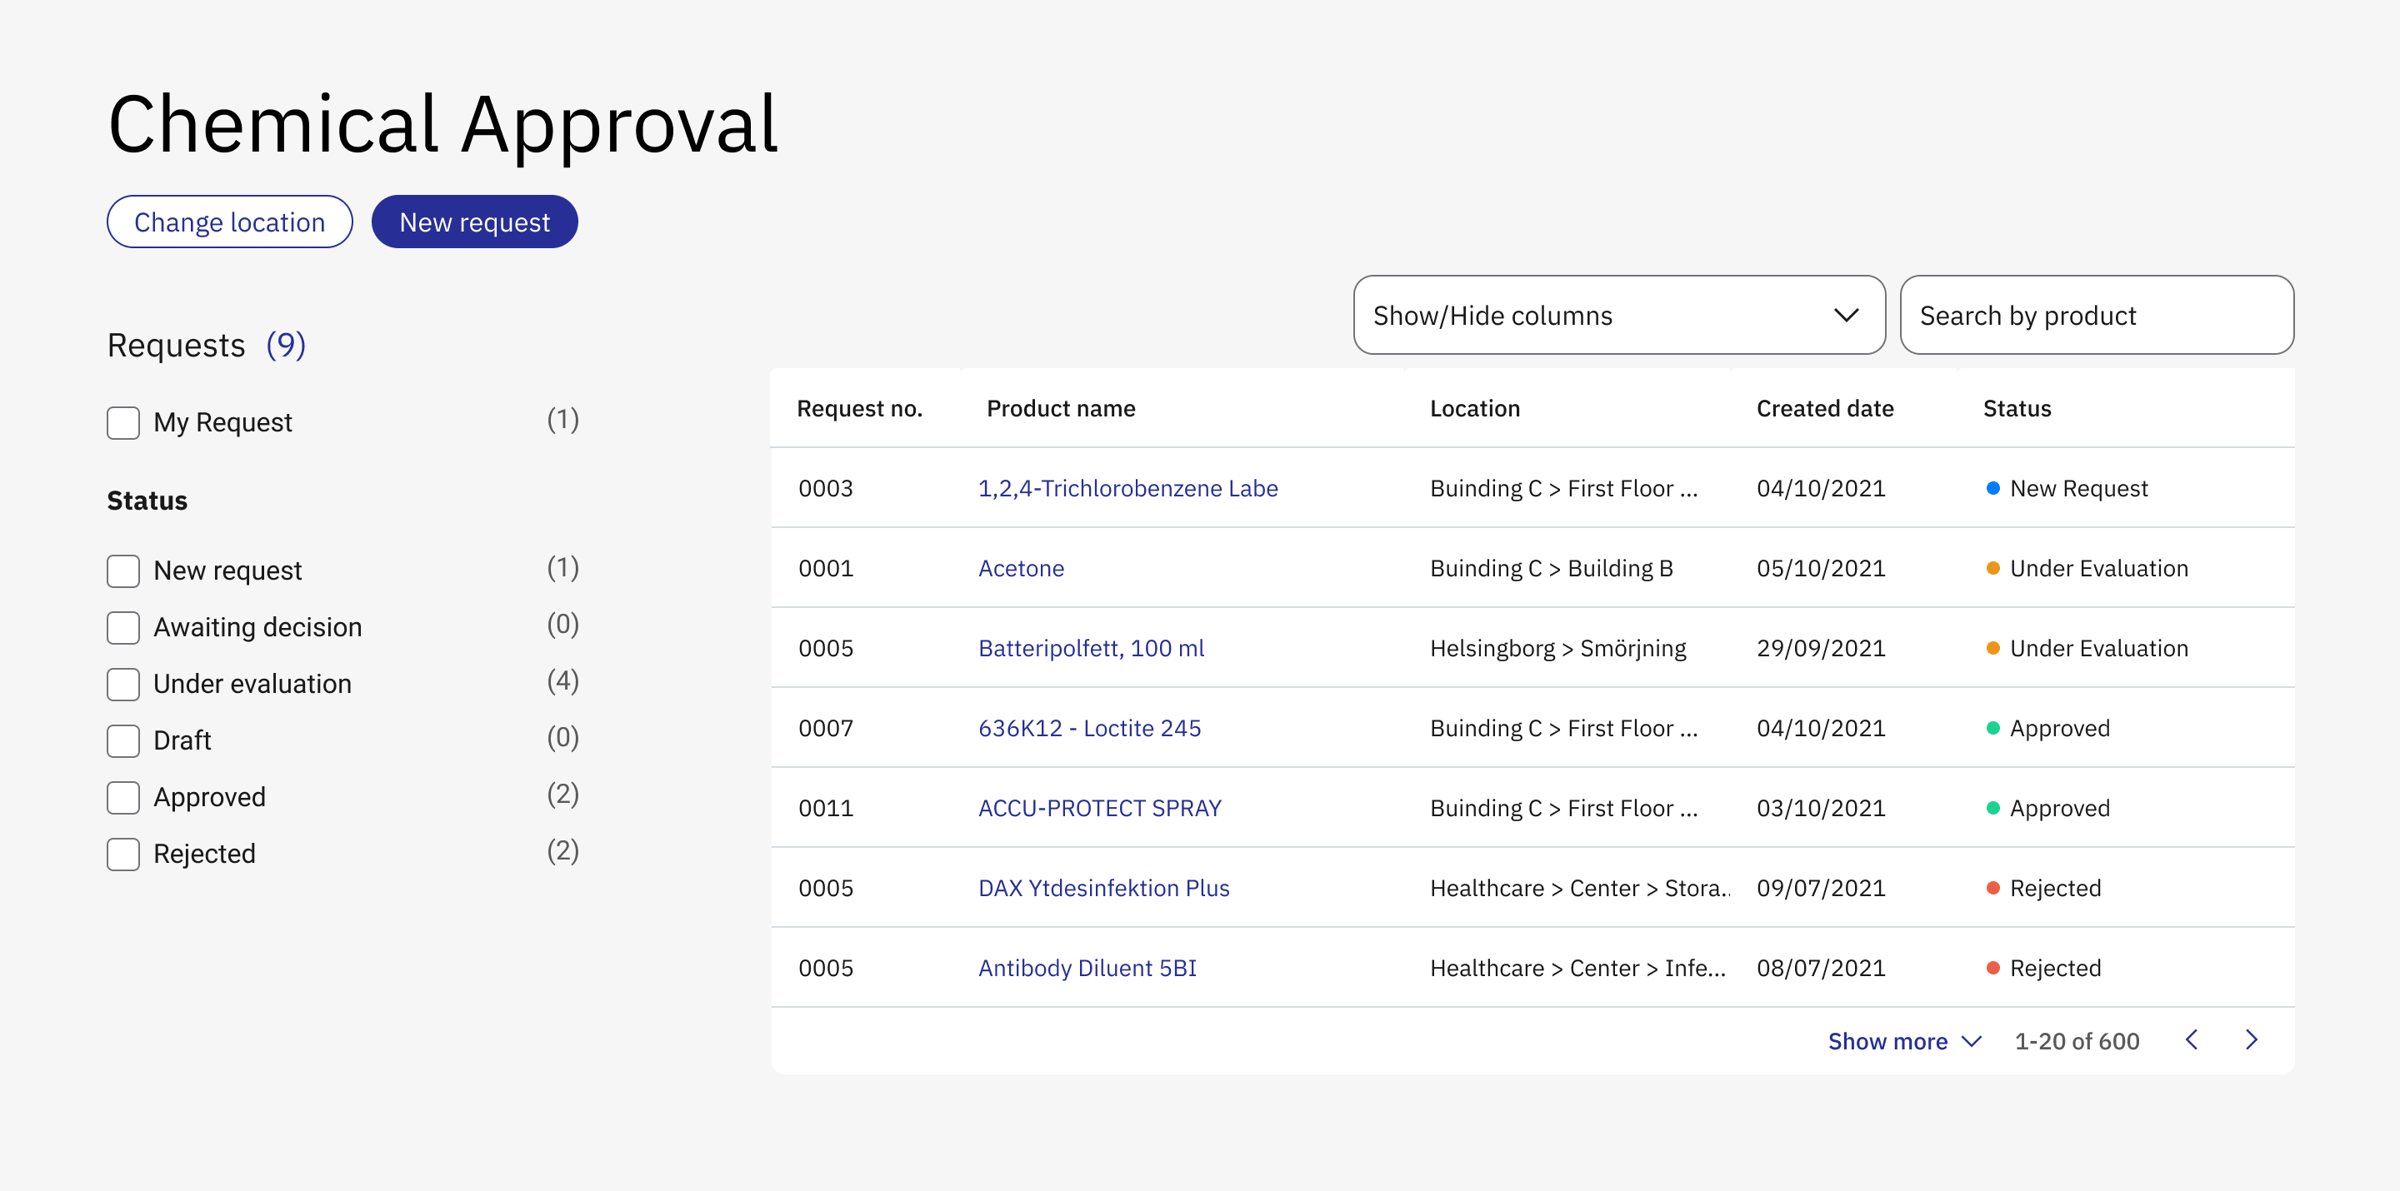 Chemical Approval
Change location
New request
Requests (9)
My Request (1)
Status
New request (1)
Awaiting decision (0)
Under evaluation (4)
Draft (0)
Approved (2)
Rejected (2)
Show/Hide columns
Search by product
Request no. Product name Location Created date Status
0003 1,2,4-Trichlorobenzene Labe Buinding C > First Floor ... 04/10/2021 New Request
0001 Acetone Buinding C > Building B 05/10/2021 Under Evaluation
0005 Batteripolfett, 100 ml Helsingborg > Smörjning 29/09/2021 Under Evaluation
0007 636K12 - Loctite 245 Buinding C > First Floor ... 04/10/2021 Approved
0011 ACCU-PROTECT SPRAY Buinding C > First Floor ... 03/10/2021 Approved
0005 DAX Ytdesinfektion Plus Healthcare > Center > Stora.. 09/07/2021 Rejected
0005 Antibody Diluent 5BI Healthcare > Center > Infe... 08/07/2021 Rejected
Show more 1-20 of 600